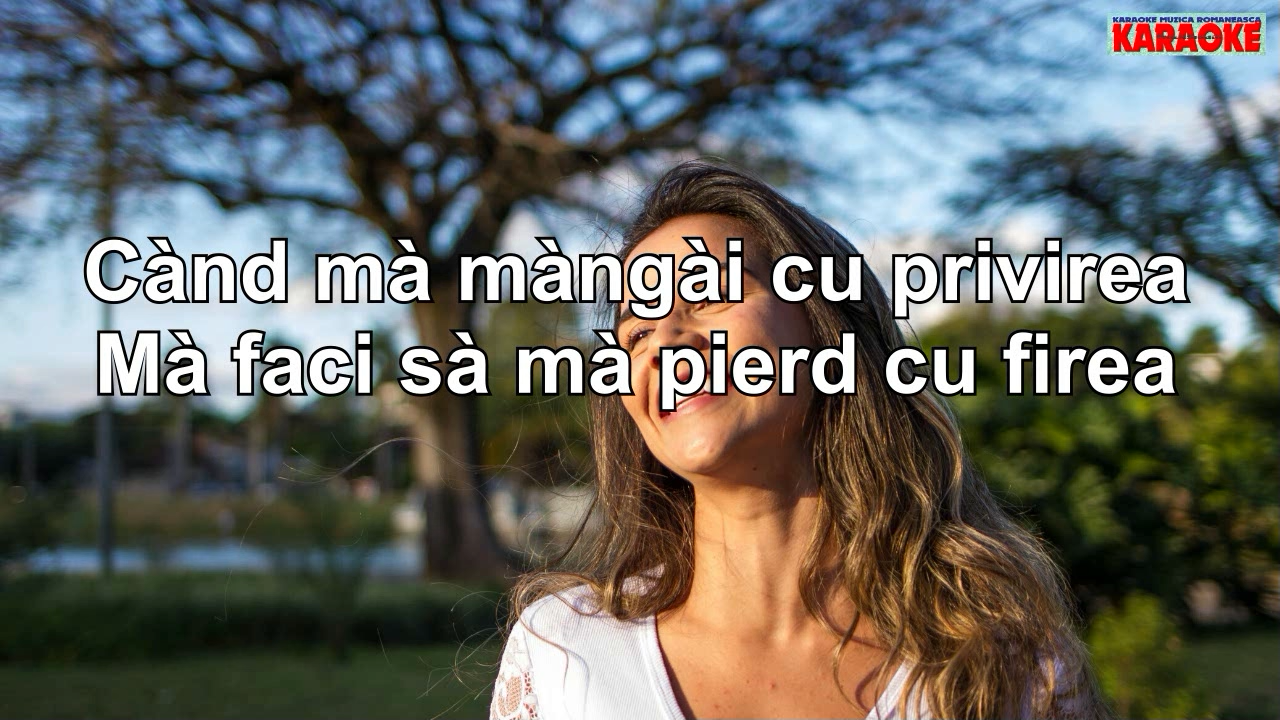 KARAOKE MUZICA ROMANEASCA
KARAOKE
Cànd mà màngài cu privirea
Mà faci sà mà pierd cu firea